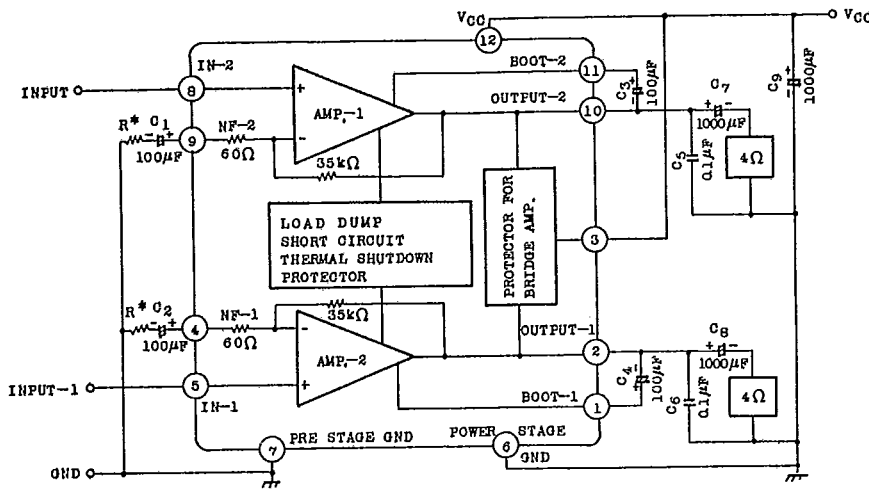 VCC
VCC
12
IN-2
BOOT-2
11
INPUT
8
+
AMP.-1
OUTPUT-2
10
C3
+
-
100μF
C7
+ -
1000μF
C9
+
-
1000μF
R* - C1 +
100μF
9
NF-2
60Ω
-
35kΩ
C5
0.1μF
4Ω
LOAD DUMP
SHORT CIRCUIT
THERMAL SHUTDOWN
PROTECTOR
PROTECTOR FOR
BRIDGE AMP.
3
R* - C2 +
100μF
4
NF-1
60Ω
35kΩ
-
AMP.-2
+
OUTPUT-1
2
C4
-
+
100μF
C6
0.1μF
C8
+ -
1000μF
4Ω
INPUT-1
5
IN-1
BOOT-1
1
7
PRE STAGE GND
POWER STAGE
6
GND
GND